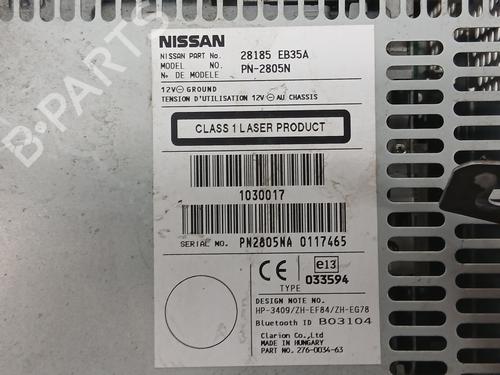 NISSAN
NISSAN PART No. 28185 EB35A
MODEL NO. PN-2805N
No. DE MODELE
12V⎓ GROUND
TENSION D'UTILISATION 12V⎓ AU CHASSIS
CLASS 1 LASER PRODUCT
1030017
SERIAL NO. PN2805NA 0117465
CE e13
TYPE 033594
DESIGN NOTE NO.
HP-3409/ZH-EF84/ZH-EG78
Bluetooth ID B03104
Clarion Co.,Ltd
MADE IN HUNGARY
PART NO. 276-0034-63
B-PARTS